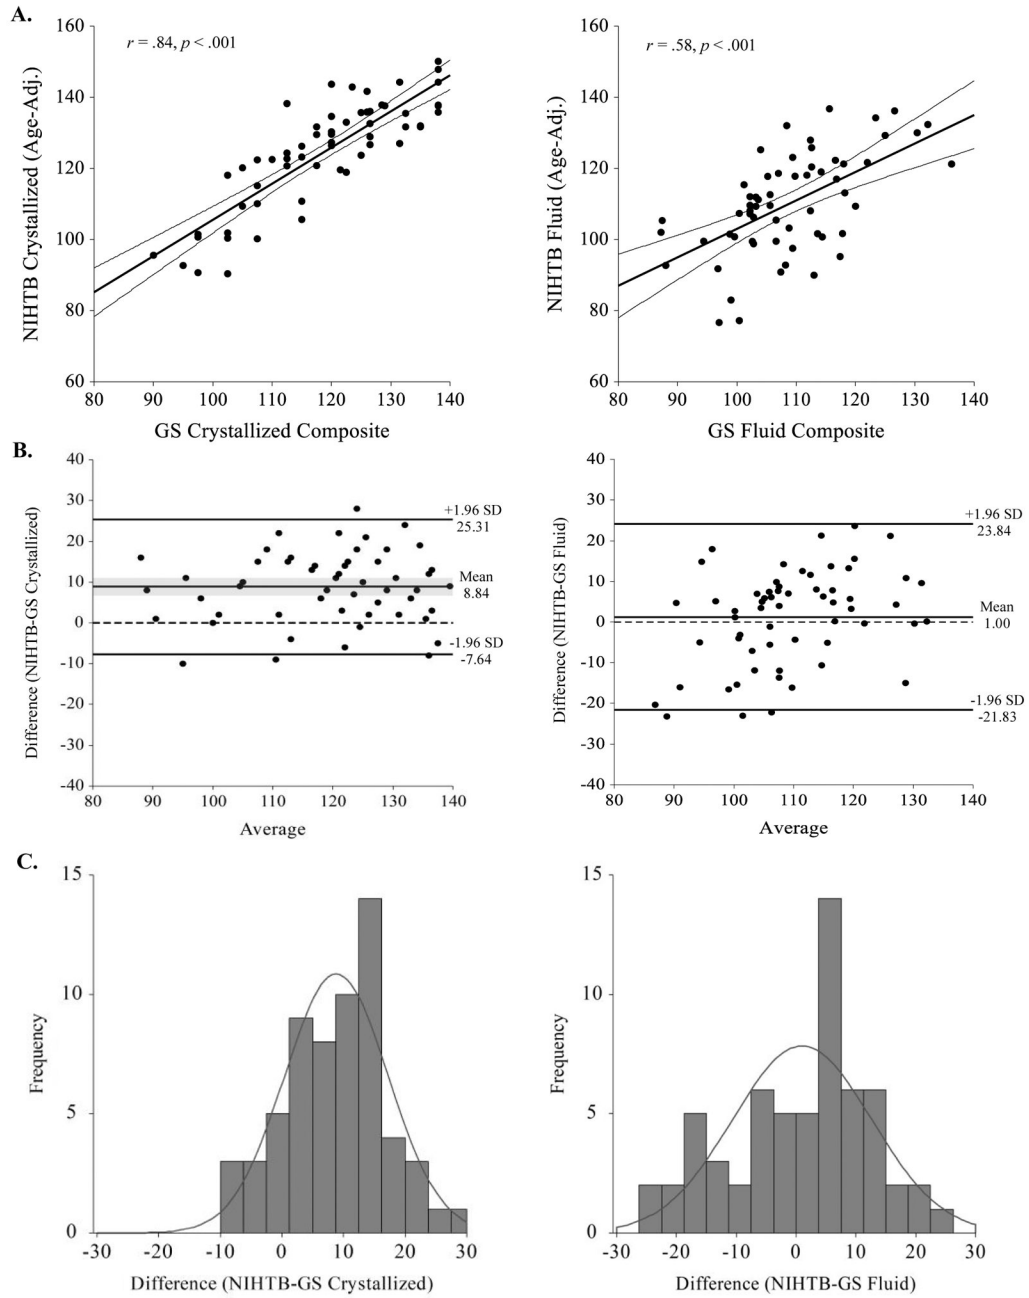 A.
160
140
120
100
80
60
NIHTB Crystallized (Age-Adj.)
r = .84, p < .001
80 90 100 110 120 130 140
GS Crystallized Composite
160
140
120
100
80
60
NIHTB Fluid (Age-Adj.)
r = .58, p < .001
80 90 100 110 120 130 140
GS Fluid Composite
B.
40
30
20
10
0
-10
-20
-30
-40
Difference (NIHTB-GS Crystallized)
+1.96 SD
25.31
Mean
8.84
-1.96 SD
-7.64
80 90 100 110 120 130 140
Average
40
30
20
10
0
-10
-20
-30
-40
Difference (NIHTB-GS Fluid)
+1.96 SD
23.84
Mean
1.00
-1.96 SD
-21.83
80 90 100 110 120 130 140
Average
C.
15
10
5
0
Frequency
-30 -20 -10 0 10 20 30
Difference (NIHTB-GS Crystallized)
15
10
5
0
Frequency
-30 -20 -10 0 10 20 30
Difference (NIHTB-GS Fluid)